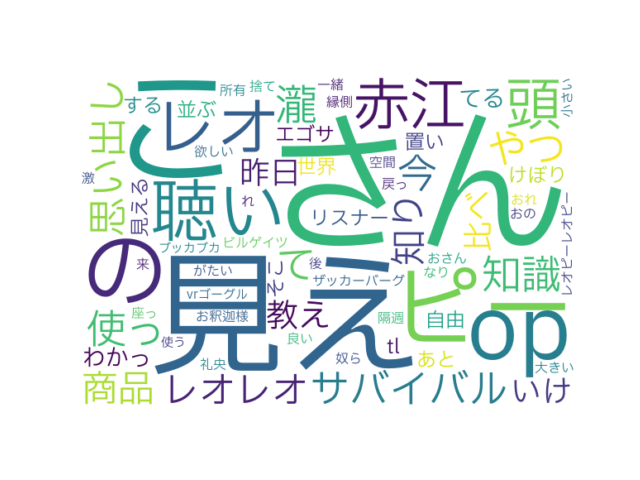 さん
見え
こ
の
ピー
op
レオ
聴い
赤江
頭
瀧
思い出し
昨日
今
やつ
知り
比べ
知識
使っ
て
教え
商品
レオレオ
サバイバル
いけ
わかっ
けぼり
する
並ぶ
所有
捨て
一緒
縁側
てる
小さい
エゴサ
置い
欲しい
世界
空間
戻っ
激
見える
れ
リスナー
おれ
おの
ブッカブカ
ビルゲイツ
おさん
なり
レオピーレオピー
来
がたい
そこ
後
ザッカーバーグ
vrゴーグル
座っ
お釈迦様
隔週
自由
使う
良い
奴ら
tl
あと
礼央
大きい